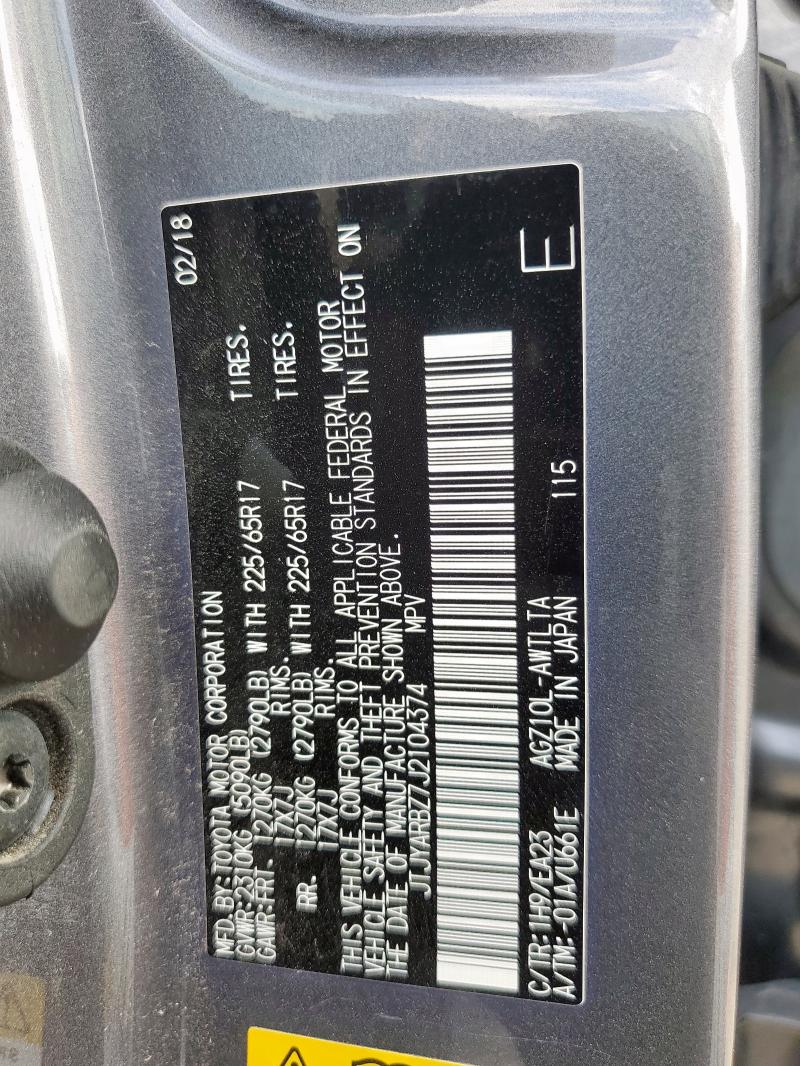 MFD. BY: TOYOTA MOTOR CORPORATION 02/18
GVWR: 2310KG (5090LB)
GAWR: FRT. 1270KG (2790LB) WITH 225/65R17 TIRES.
17X7J RIMS.
RR. 1270KG (2790LB) WITH 225/65R17 TIRES.
17X7J RIMS.
THIS VEHICLE CONFORMS TO ALL APPLICABLE FEDERAL MOTOR
VEHICLE SAFETY AND THEFT PREVENTION STANDARDS IN EFFECT ON
THE DATE OF MANUFACTURE SHOWN ABOVE.
JTJYARBZ7J2104374 MPV
E
C/TR: 1H9/EA23 AGZ10L-AWTLTA 115
A/TM: -01A/U661E MADE IN JAPAN